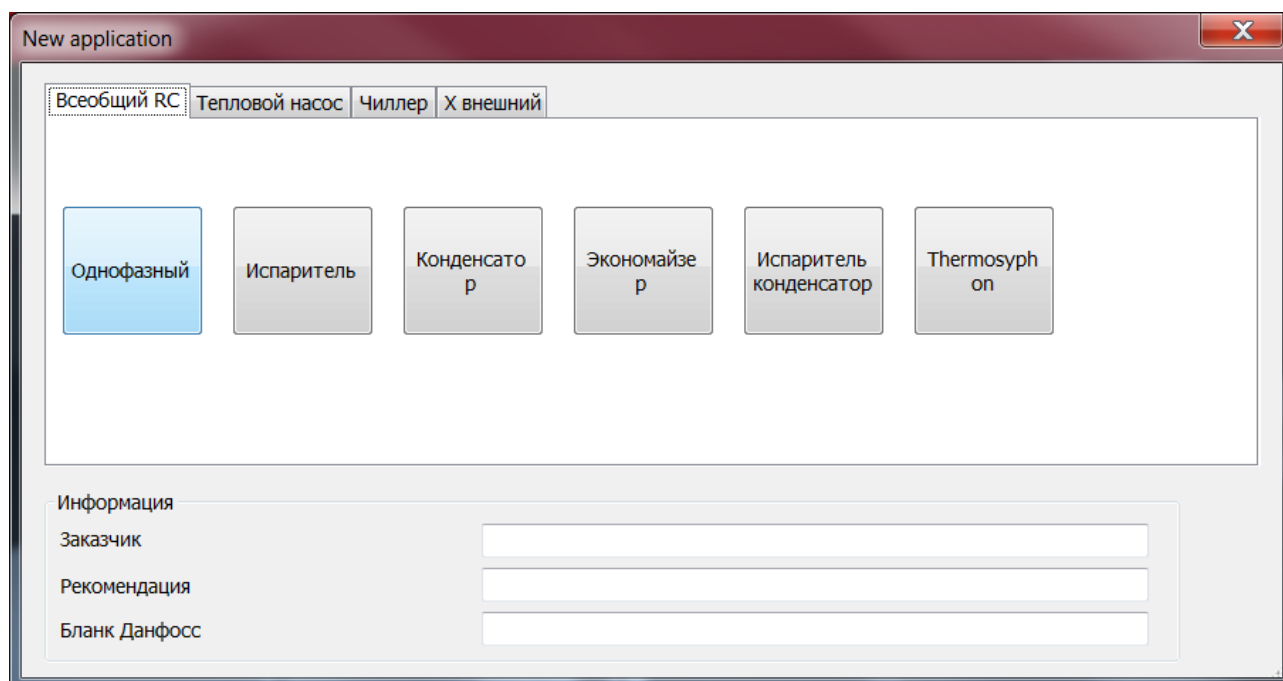 New application
X
Всеобщий RC Тепловой насос Чиллер X внешний
Однофазный
Испаритель
Конденсато
р
Экономайзе
р
Испаритель
конденсатор
Thermosyph
on
Информация
Заказчик
Рекомендация
Бланк Данфосс